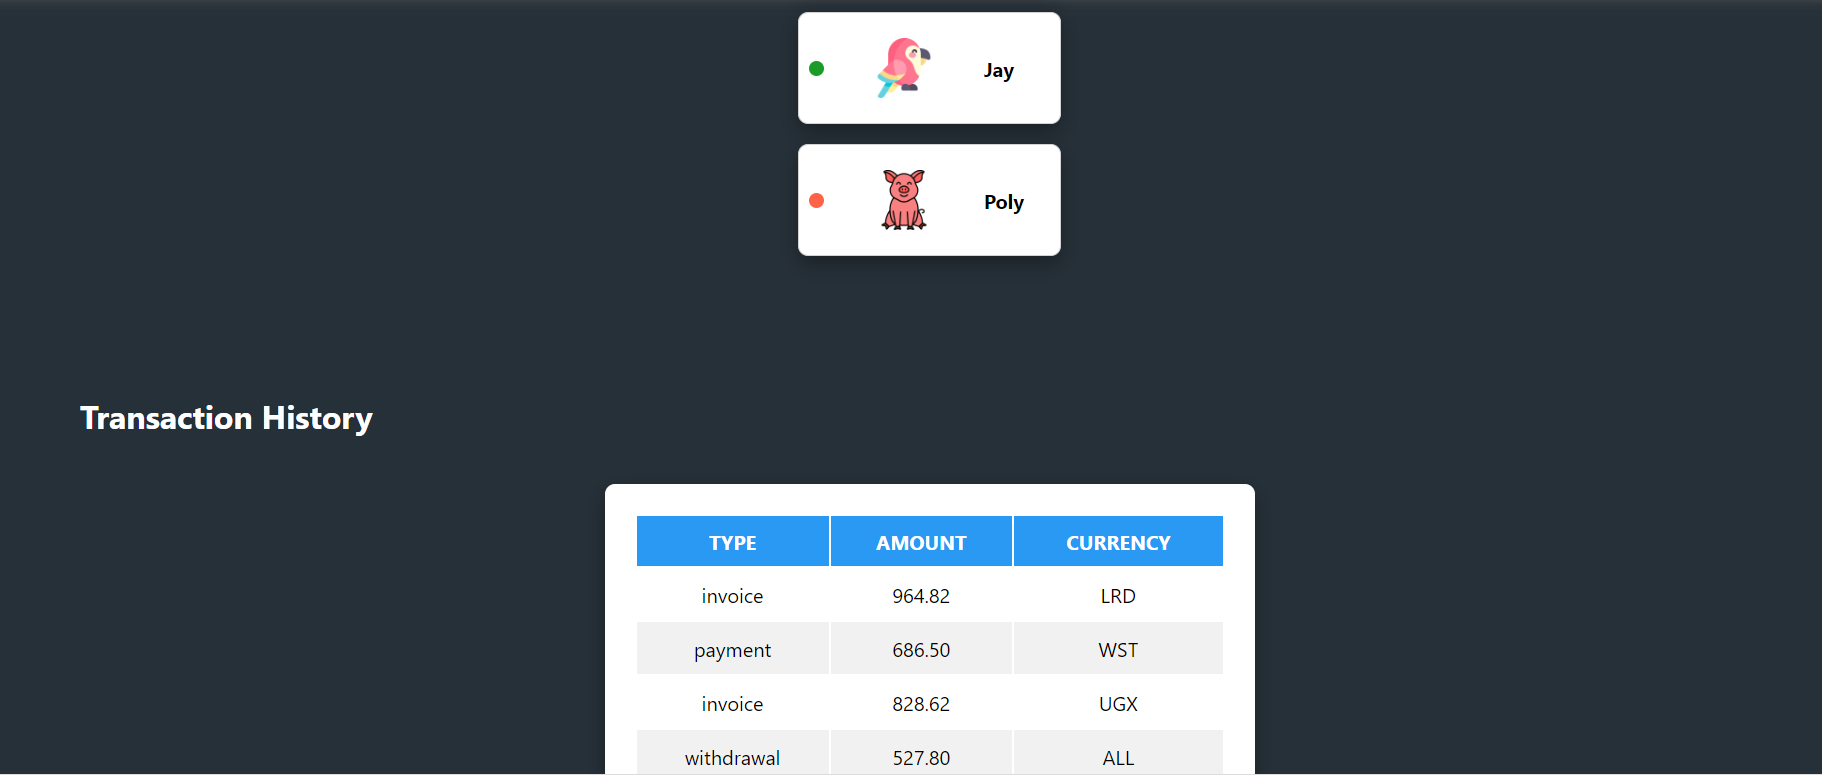 Jay
Poly
Transaction History
TYPE AMOUNT CURRENCY
invoice 964.82 LRD
payment 686.50 WST
invoice 828.62 UGX
withdrawal 527.80 ALL